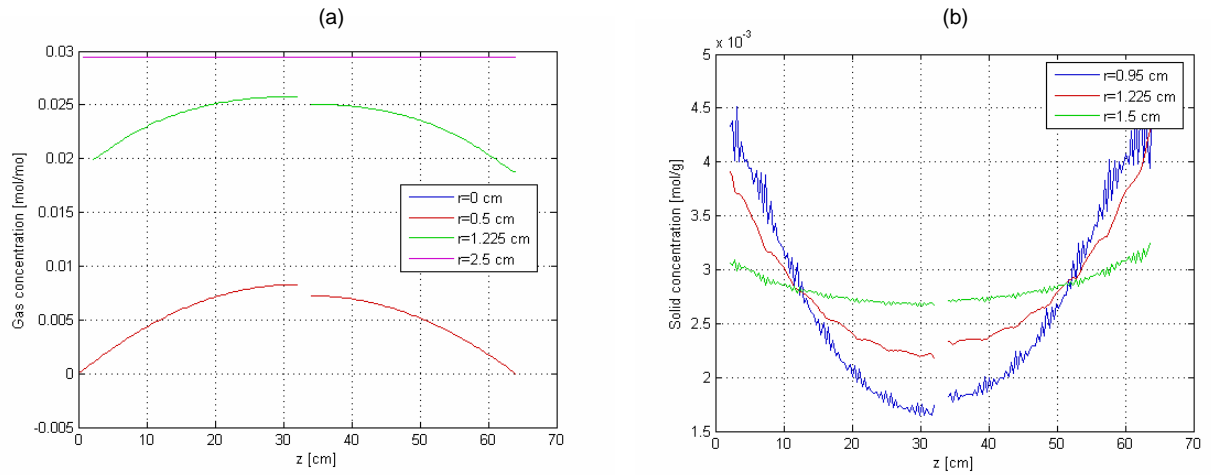 (a)
0.03
0.025
0.02
0.015
0.01
0.005
0
-0.005
Gas concentration [mol/mol]
r=0 cm
r=0.5 cm
r=1.225 cm
r=2.5 cm
0 10 20 30 40 50 60 70
z [cm]
(b)
x 10⁻³
5
4.5
4
3.5
3
2.5
2
1.5
Solid concentration [mol/g]
r=0.95 cm
r=1.225 cm
r=1.5 cm
0 10 20 30 40 50 60 70
z [cm]